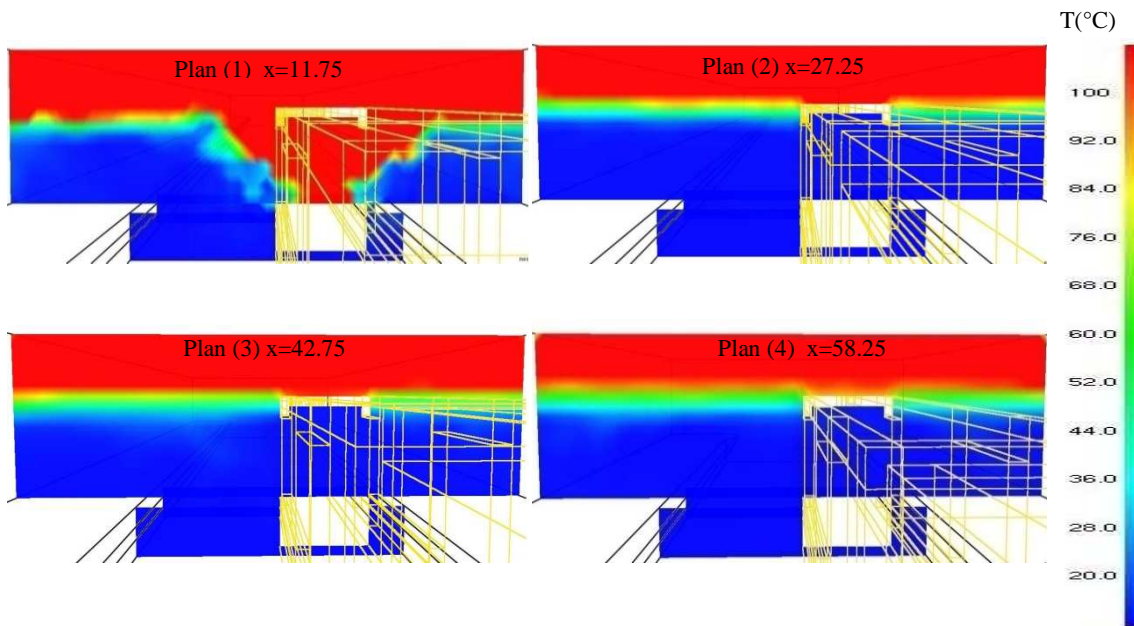 T(°C)
Plan (1) x=11.75
Plan (2) x=27.25
100
92.0
84.0
76.0
68.0
60.0
Plan (3) x=42.75
Plan (4) x=58.25
52.0
44.0
36.0
28.0
20.0